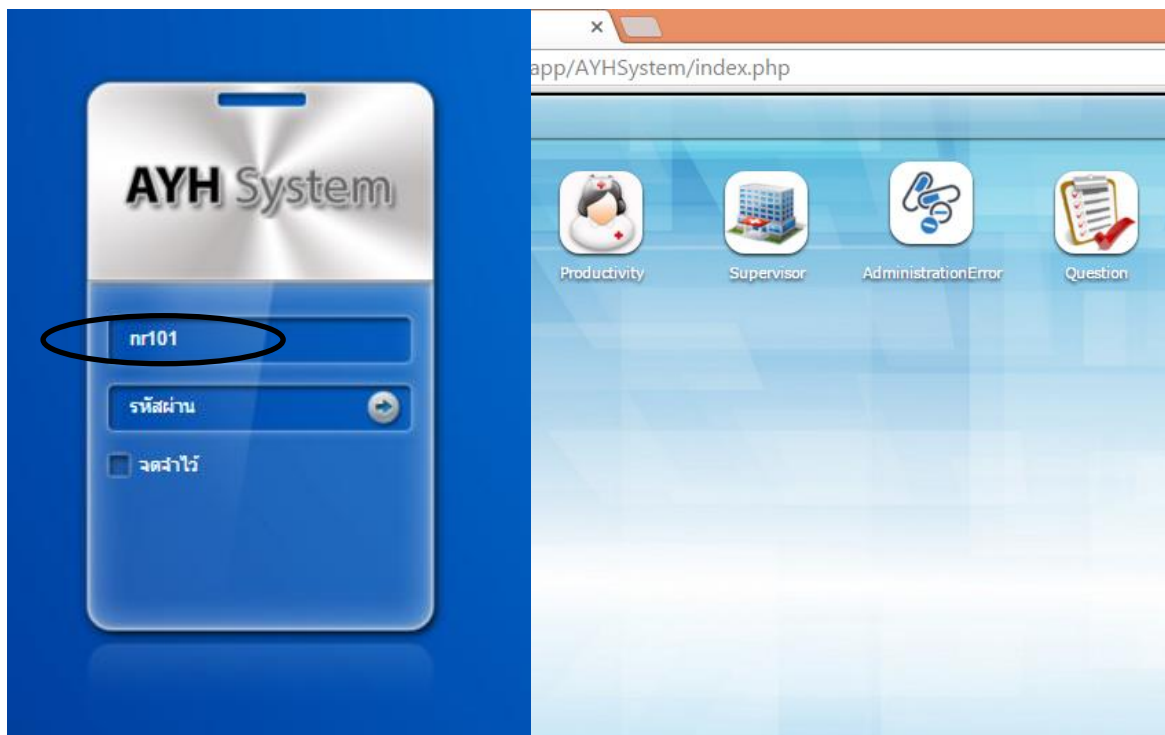 AYH System
nr101
รหัสผ่าน
จดจำไว้
app/AYHSystem/index.php
Productivity
Supervisor
AdministrationError
Question